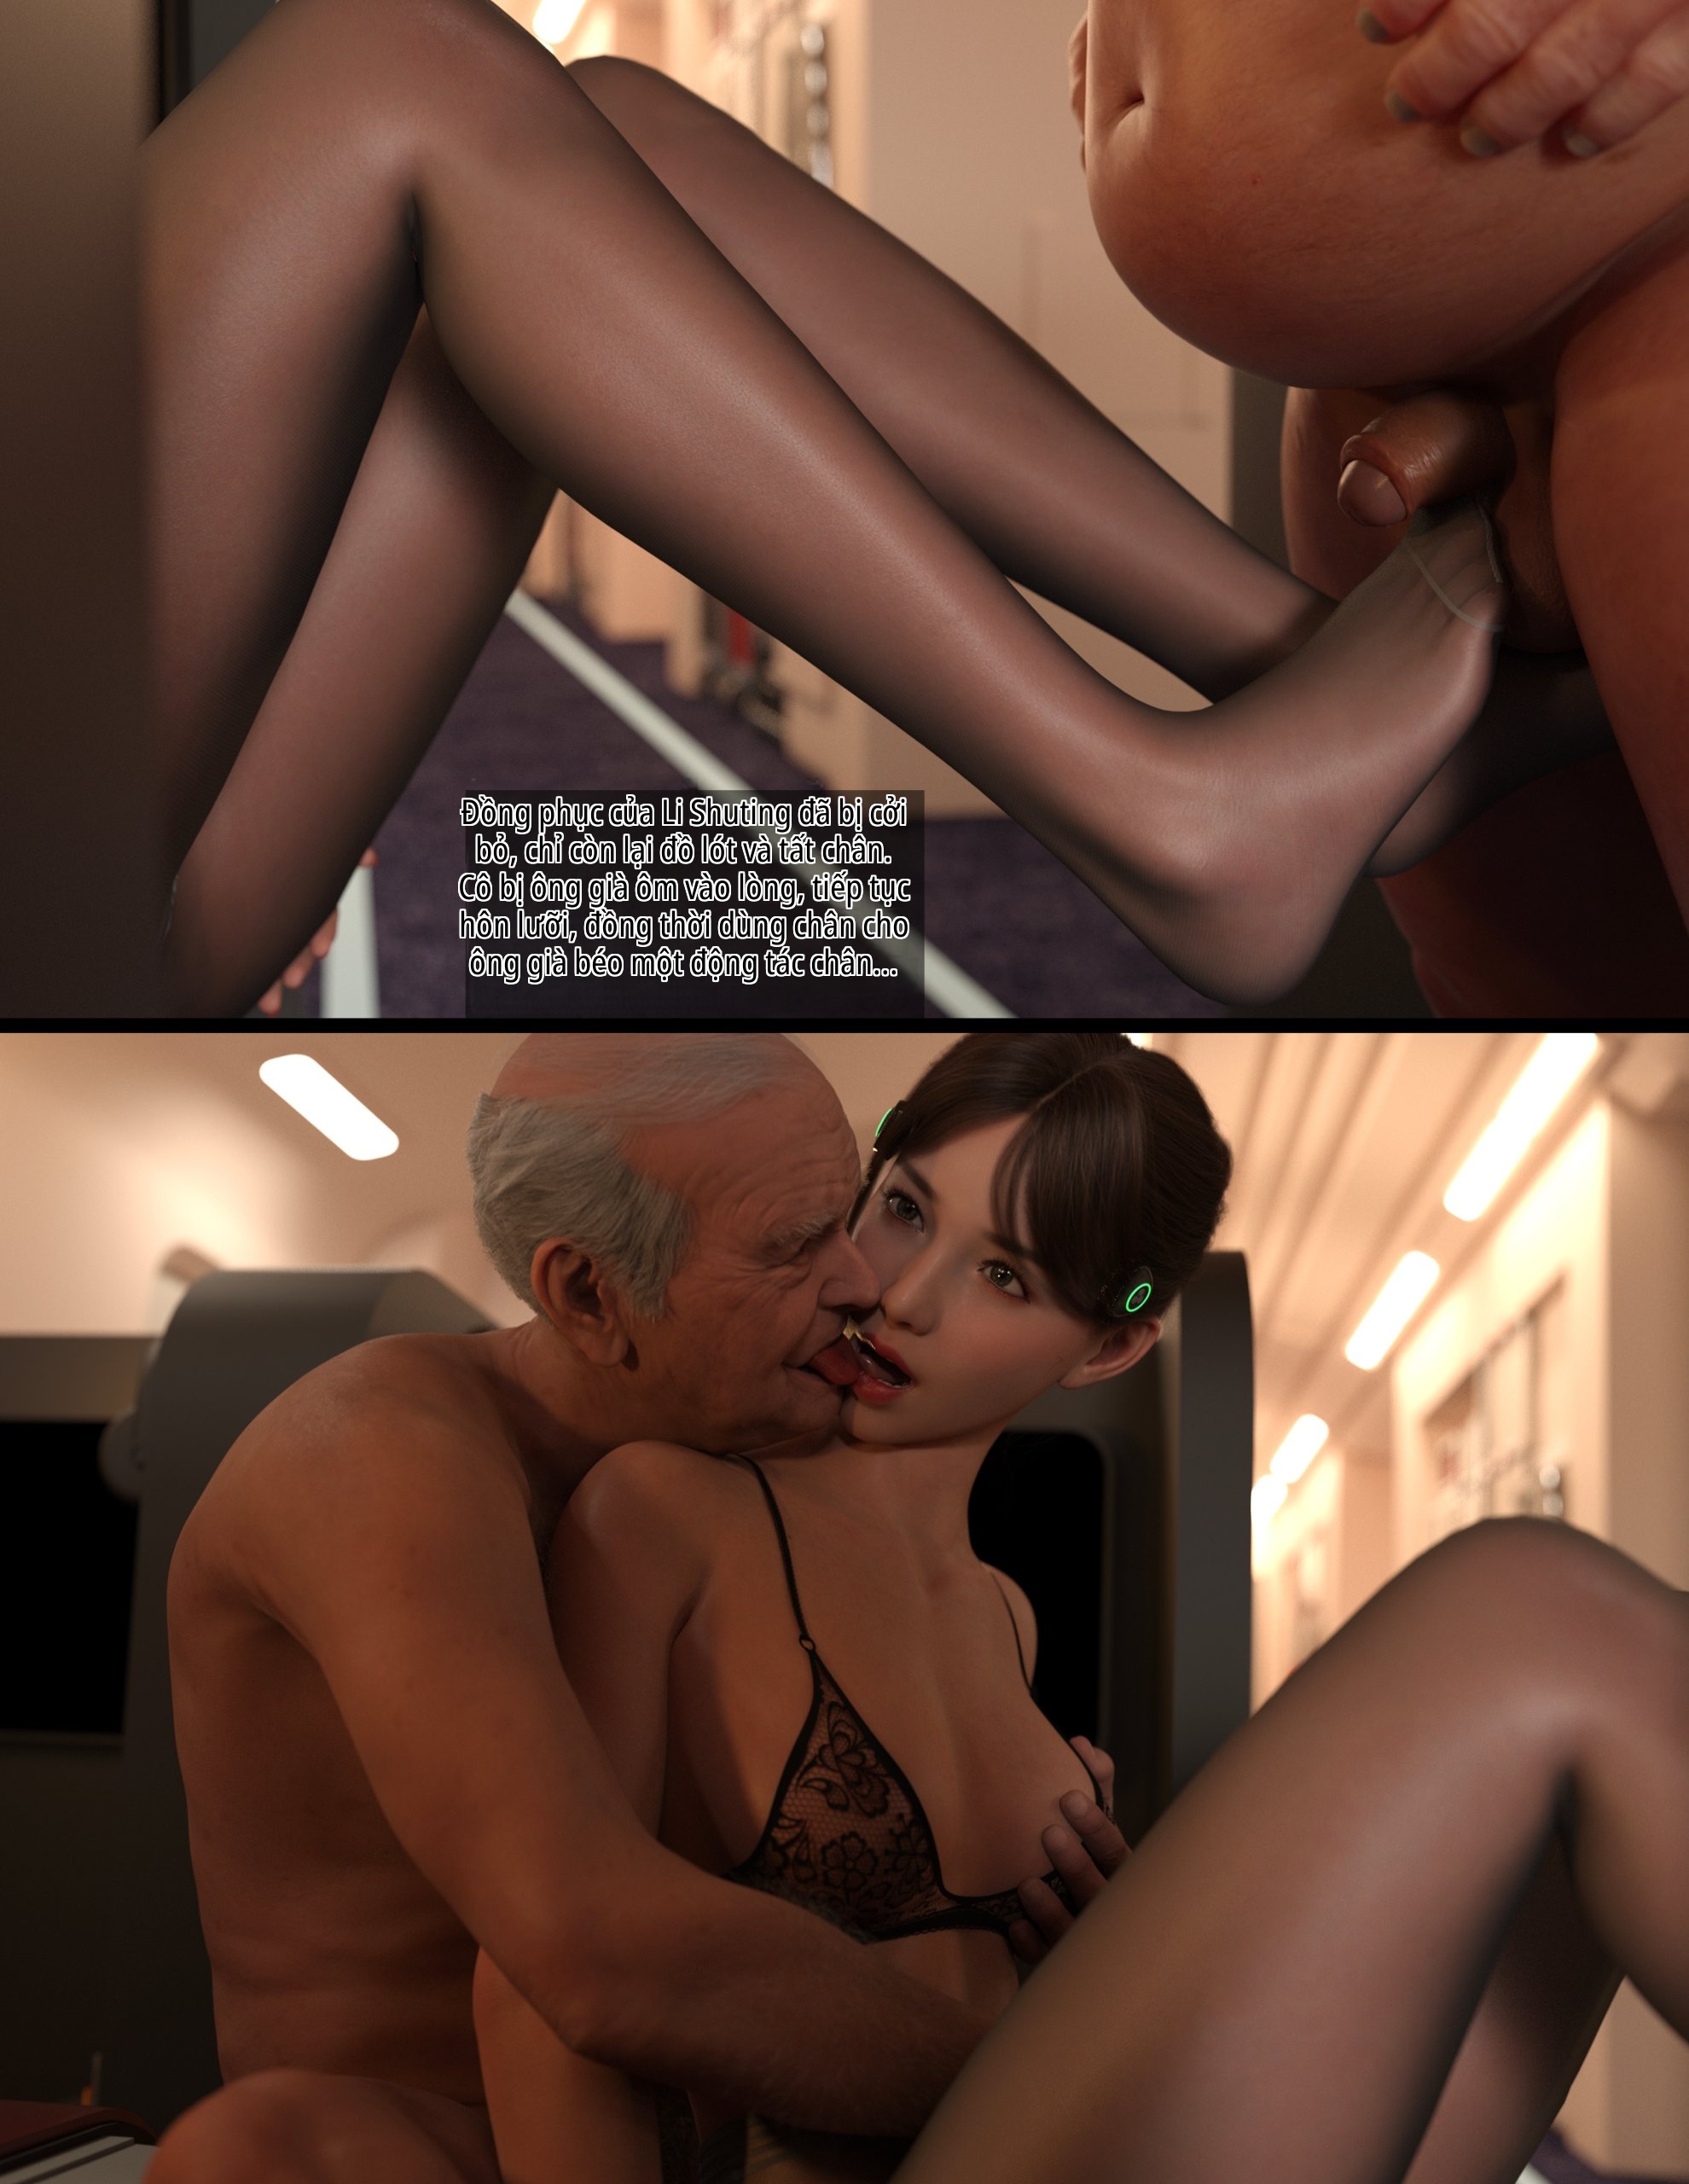 Đồng phục của Li Shuting đã bị cởi
bỏ, chỉ còn lại đồ lót và tất chân.
Cô bị ông già ôm vào lòng, tiếp tục
hôn lưỡi, đồng thời dùng chân cho
ông già béo một động tác chân...